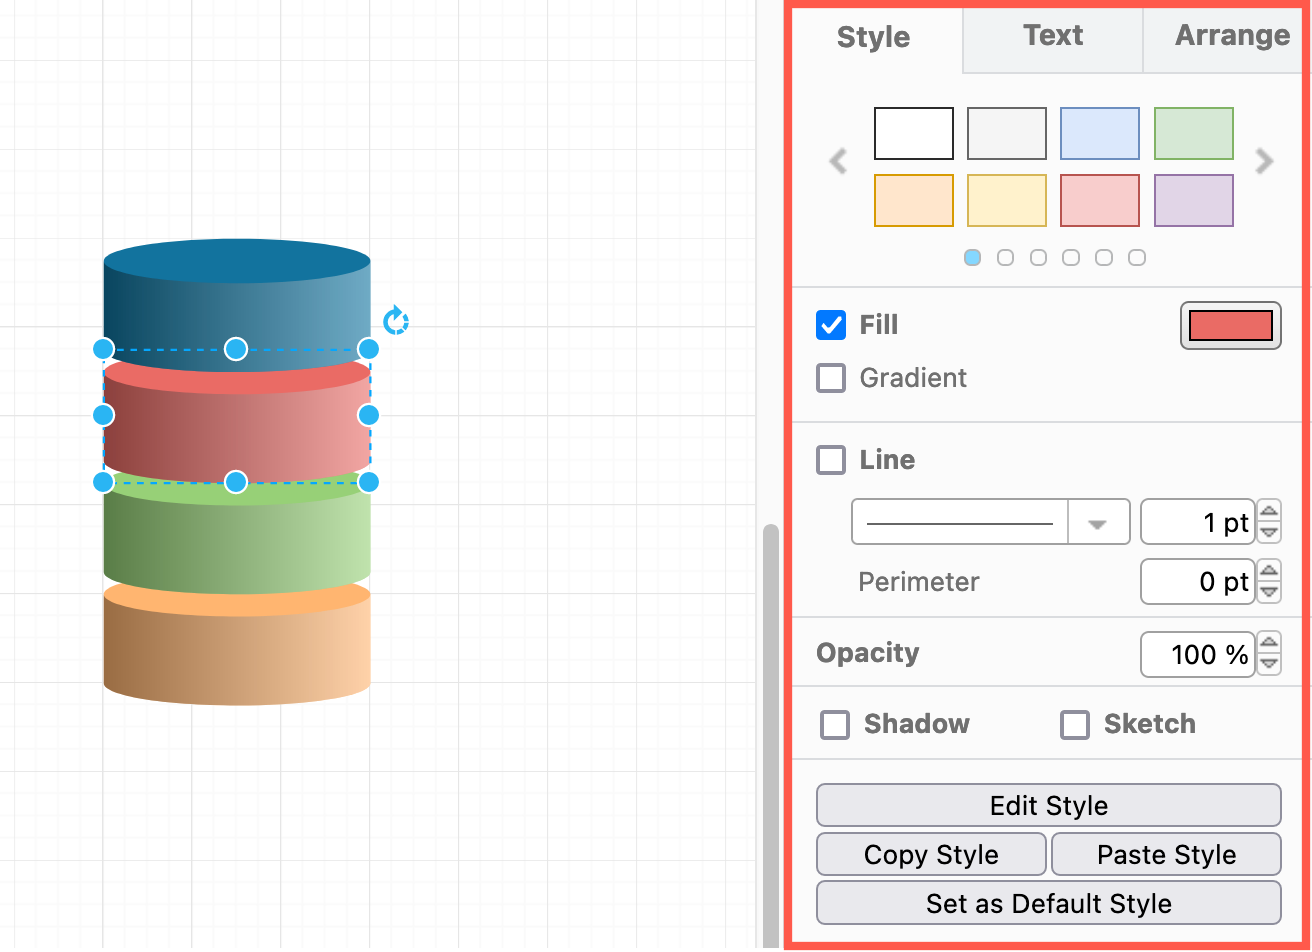 Style Text Arrange
Fill
Gradient
Line
1 pt
Perimeter 0 pt
Opacity 100 %
Shadow Sketch
Edit Style
Copy Style Paste Style
Set as Default Style